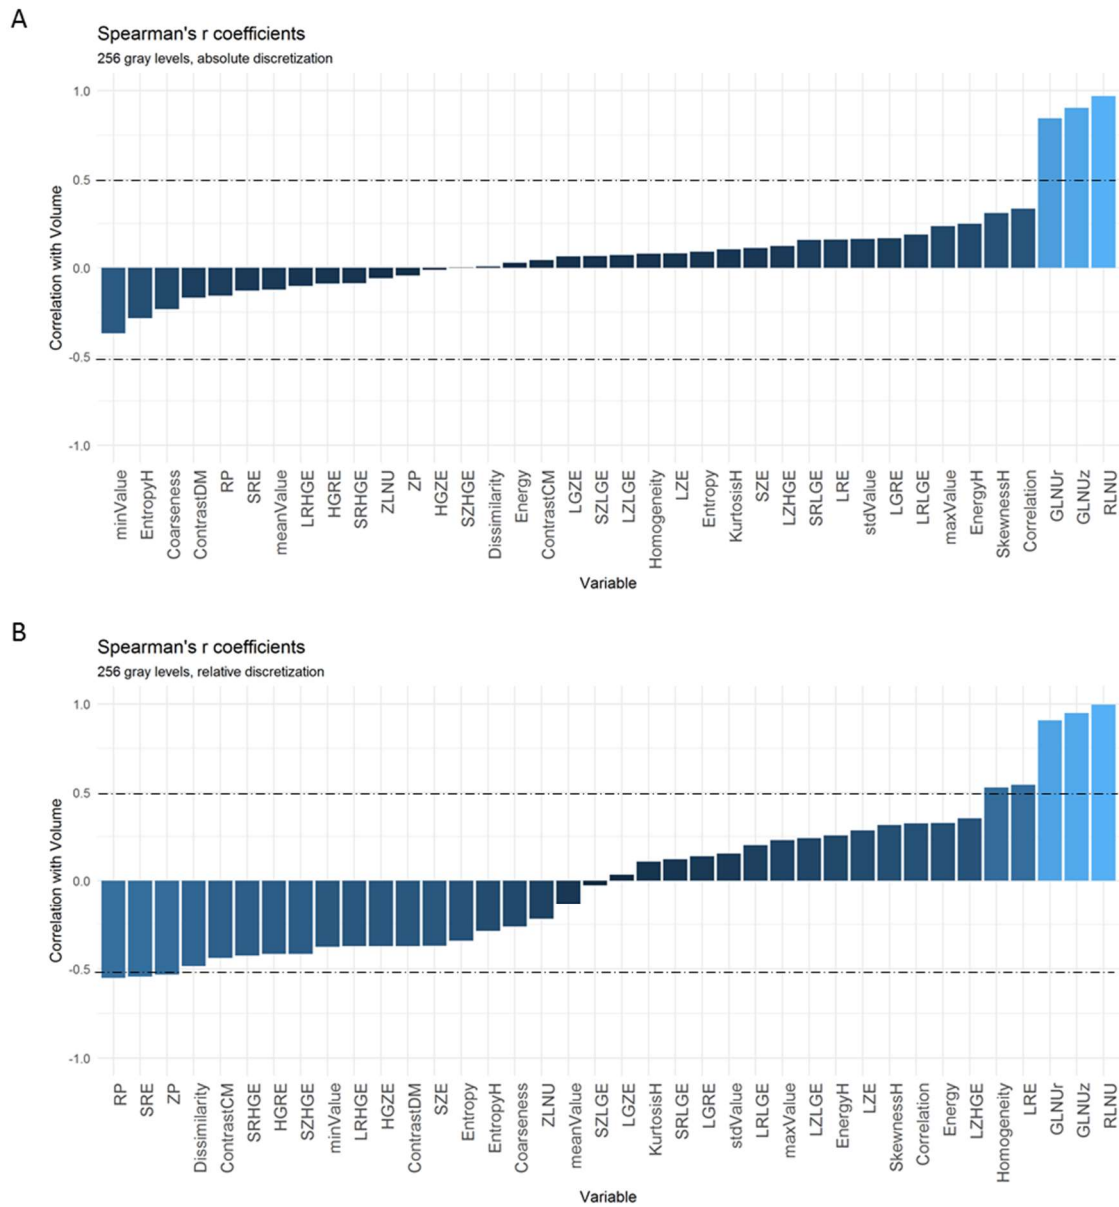 A
Spearman's r coefficients
256 gray levels, absolute discretization
1.0
0.5
0.0
-0.5
-1.0
Correlation with Volume
minValue
EntropyH
Coarseness
ContrastDM
RP
SRE
meanValue
LRHGE
HGRE
SRHGE
ZLNU
ZP
HGZE
SZHGE
Dissimilarity
Energy
ContrastCM
LGZE
SZLGE
LZLGE
Homogeneity
LZE
Entropy
KurtosisH
SZE
LZHGE
SRLGE
LRE
stdValue
LGRE
LRLGE
maxValue
EnergyH
SkewnessH
Correlation
GLNUr
GLNUz
RLNU
Variable
B
Spearman's r coefficients
256 gray levels, relative discretization
1.0
0.5
0.0
-0.5
-1.0
Correlation with Volume
RP
SRE
ZP
Dissimilarity
ContrastCM
SRHGE
HGRE
SZHGE
minValue
LRHGE
HGZE
ContrastDM
SZE
Entropy
EntropyH
Coarseness
ZLNU
meanValue
SZLGE
LGZE
KurtosisH
SRLGE
LGRE
stdValue
LRLGE
maxValue
LZLGE
EnergyH
LZE
SkewnessH
Correlation
Energy
LZHGE
Homogeneity
LRE
GLNUr
GLNUz
RLNU
Variable